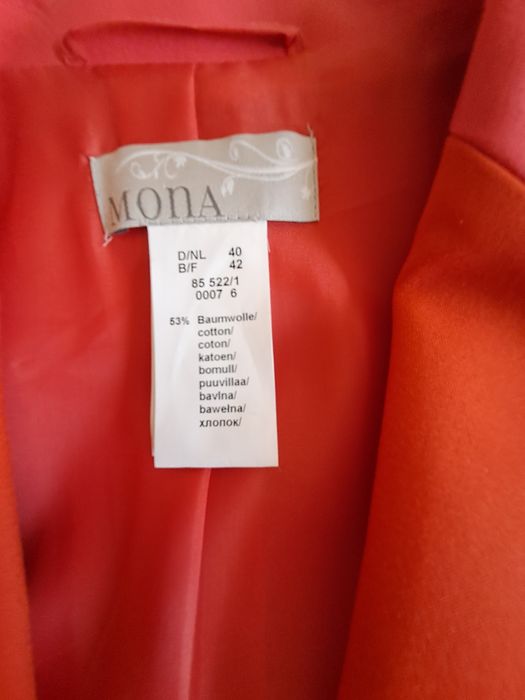 MONA
D/NL 40
B/F 42
85 522/1
0007 6
53% Baumwolle/
cotton/
coton/
katoen/
bomull/
puuvillaa/
bavlna/
bawełna/
хлопок/